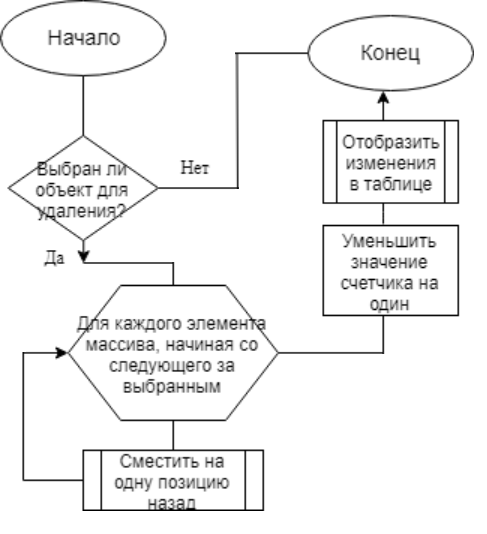 Начало
Конец
Выбран ли
объект для
удаления?
Нет
Да
Отобразить
изменения
в таблице
Уменьшить
значение
счетчика на
один
Для каждого элемента
массива, начиная со
следующего за
выбранным
Сместить на
одну позицию
назад